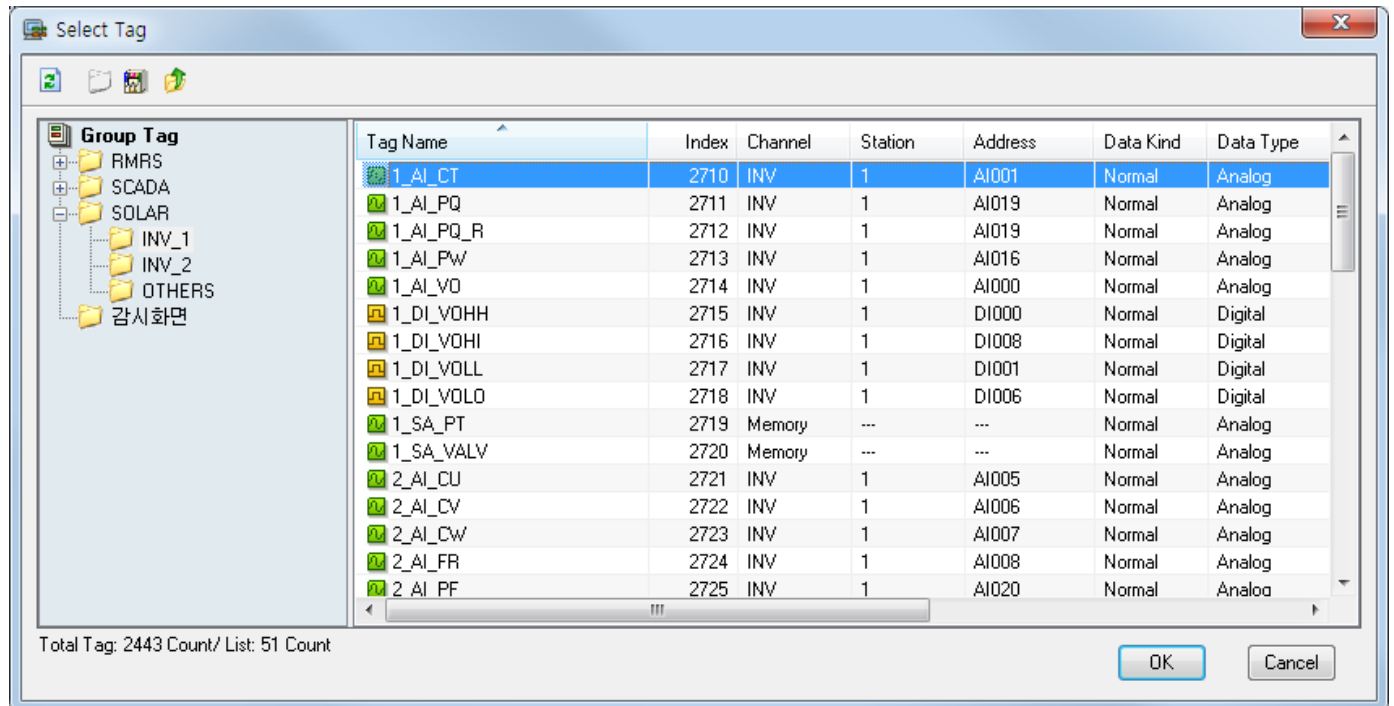 Select Tag
Group Tag
RMRS
SCADA
SOLAR
INV_1
INV_2
OTHERS
감시화면
Tag Name Index Channel Station Address Data Kind Data Type
1_AI_CT 2710 INV 1 AI001 Normal Analog
1_AI_PQ 2711 INV 1 AI019 Normal Analog
1_AI_PQ_R 2712 INV 1 AI019 Normal Analog
1_AI_PW 2713 INV 1 AI016 Normal Analog
1_AI_VO 2714 INV 1 AI000 Normal Analog
1_DI_VOHH 2715 INV 1 DI000 Normal Digital
1_DI_VOHI 2716 INV 1 DI008 Normal Digital
1_DI_VOLL 2717 INV 1 DI001 Normal Digital
1_DI_VOLO 2718 INV 1 DI006 Normal Digital
1_SA_PT 2719 Memory --- --- Normal Analog
1_SA_VALV 2720 Memory --- --- Normal Analog
2_AI_CU 2721 INV 1 AI005 Normal Analog
2_AI_CV 2722 INV 1 AI006 Normal Analog
2_AI_CW 2723 INV 1 AI007 Normal Analog
2_AI_FR 2724 INV 1 AI008 Normal Analog
2_AI_PF 2725 INV 1 AI020 Normal Analog
Total Tag: 2443 Count/ List: 51 Count
OK Cancel